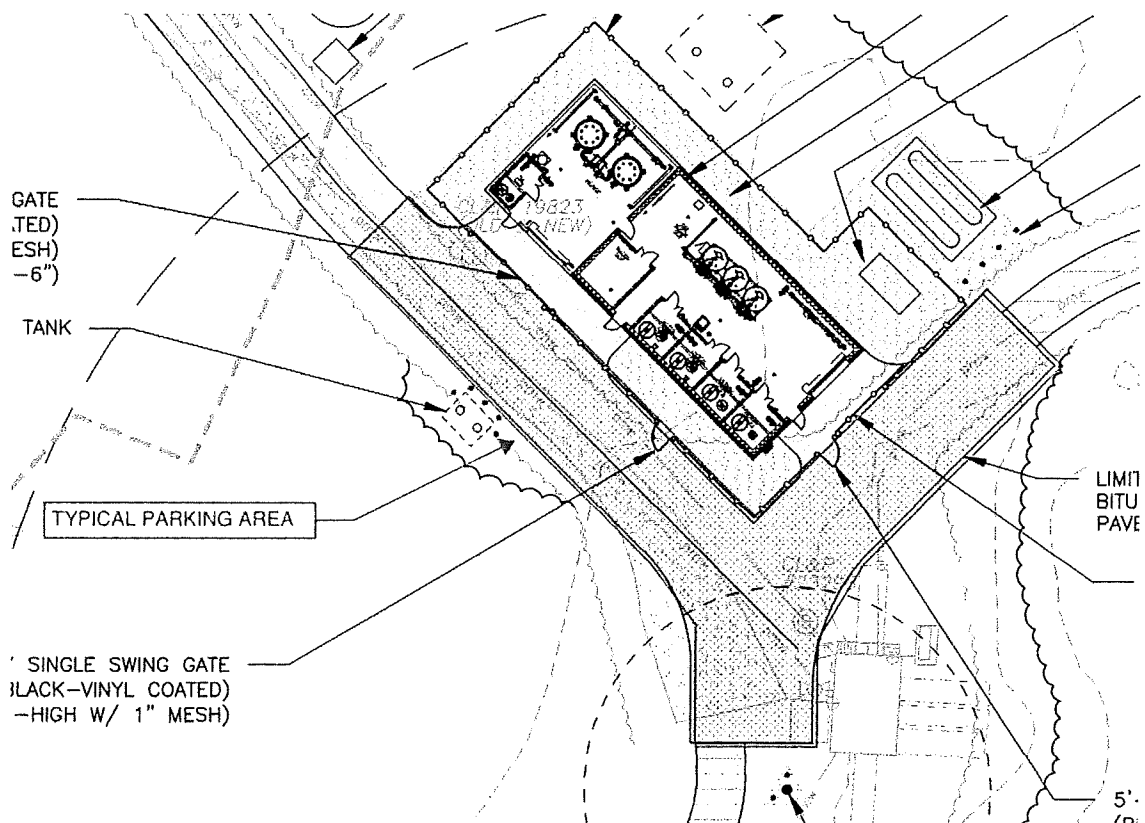 GATE
TED)
ESH)
-6")
TANK
TYPICAL PARKING AREA
' SINGLE SWING GATE
BLACK-VINYL COATED)
-HIGH W/ 1" MESH)
LIMIT
BITU
PAVE
5'-